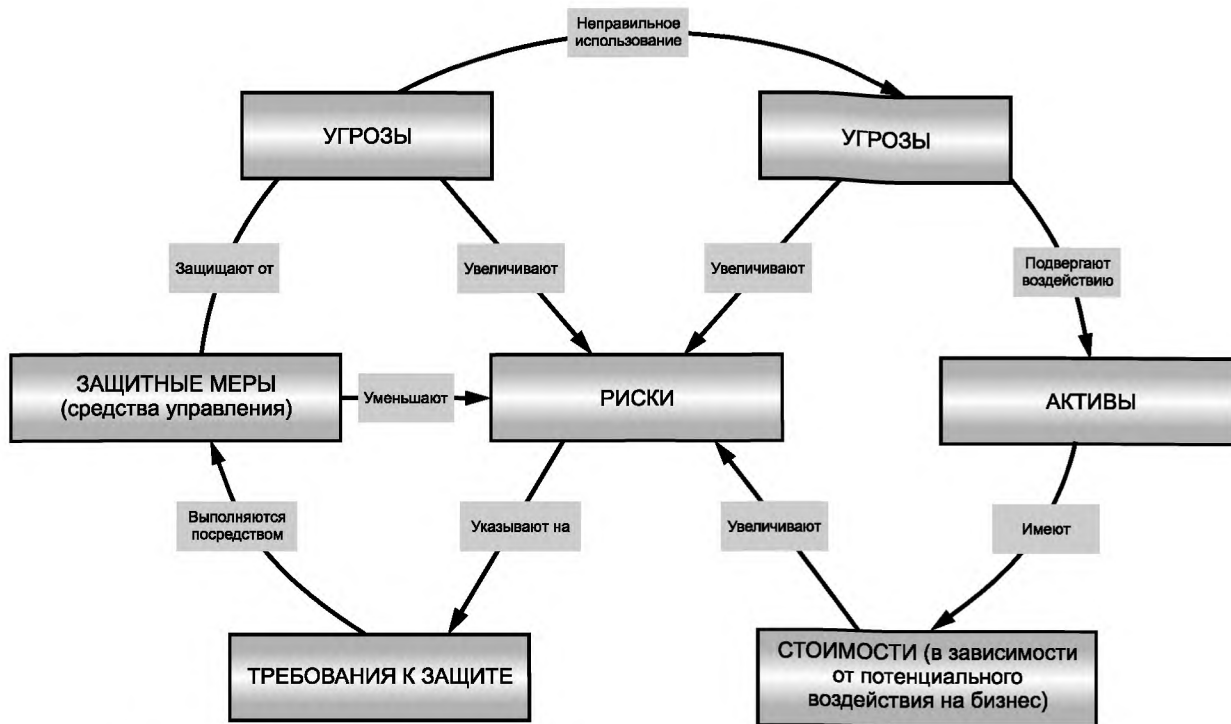 Неправильное
использование
УГРОЗЫ
УГРОЗЫ
Защищают от
Увеличивают
Увеличивают
Подвергают
воздействию
ЗАЩИТНЫЕ МЕРЫ
(средства управления)
Уменьшают
РИСКИ
АКТИВЫ
Выполняются
посредством
Указывают на
Увеличивают
Имеют
ТРЕБОВАНИЯ К ЗАЩИТЕ
СТОИМОСТИ (в зависимости
от потенциального
воздействия на бизнес)